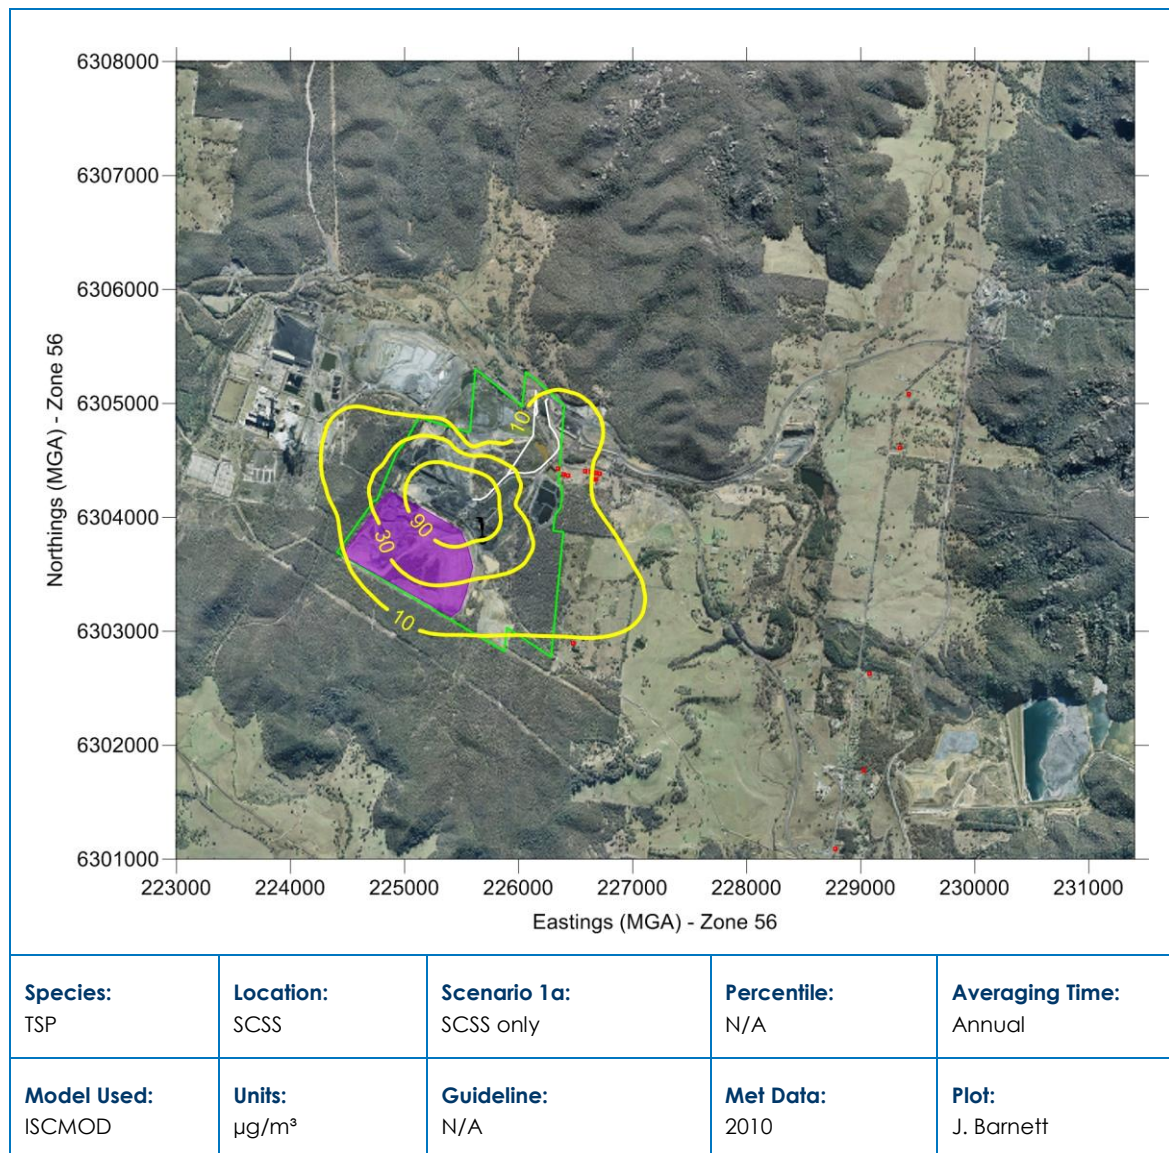 6308000
6307000
6306000
6305000
6304000
6303000
6302000
6301000
Northings (MGA) - Zone 56
10
30
90
10
223000 224000 225000 226000 227000 228000 229000 230000 231000
Eastings (MGA) - Zone 56
Species: Location: Scenario 1a: Percentile: Averaging Time:
TSP SCSS SCSS only N/A Annual
Model Used: Units: Guideline: Met Data: Plot:
ISCMOD µg/m³ N/A 2010 J. Barnett